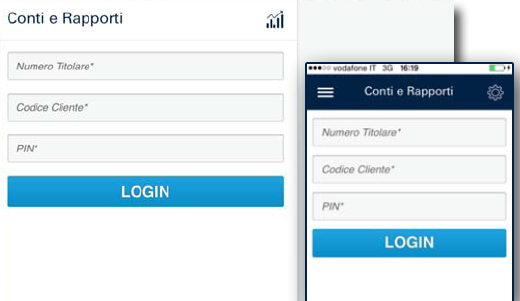 Conti e Rapporti
Numero Titolare*
Codice Cliente*
PIN*
LOGIN
vodafone IT 3G 16:19
Conti e Rapporti
Numero Titolare*
Codice Cliente*
PIN*
LOGIN